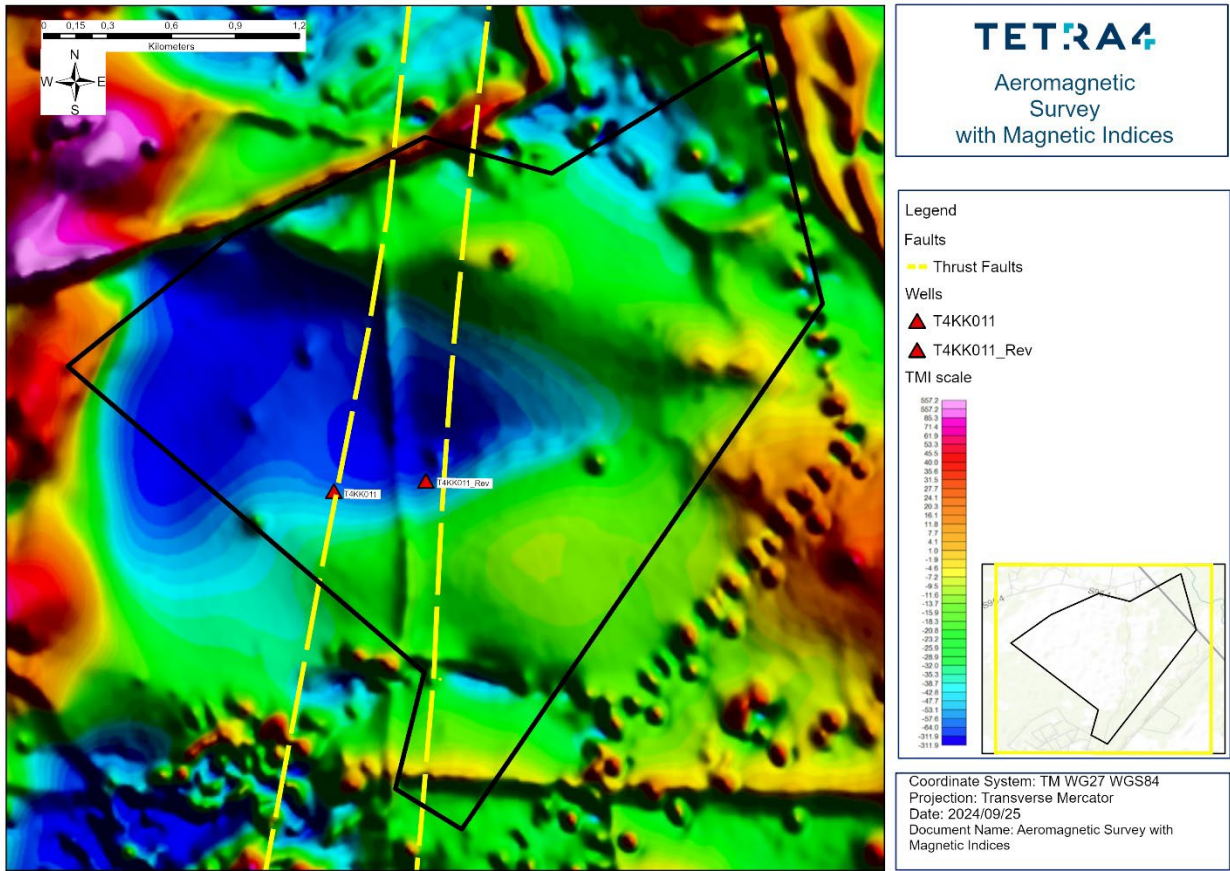 0 0,15 0,3 0,6 0,9 1,2
Kilometers
N
W E
S
T4KK011
T4KK011_Rev
TETRA4
Aeromagnetic
Survey
with Magnetic Indices
Legend
Faults
Thrust Faults
Wells
T4KK011
T4KK011_Rev
TMI scale
557.2
557.2
85.3
71.4
61.9
53.3
45.5
40.0
35.6
31.5
27.7
24.1
20.3
16.1
11.8
7.7
4.1
1.0
-1.9
-4.6
-7.2
-9.5
-11.6
-13.7
-15.9
-18.3
-20.8
-23.2
-25.9
-28.9
-32.0
-35.3
-38.7
-42.8
-47.7
-53.1
-57.6
-64.0
-311.9
-311.9
Coordinate System: TM WG27 WGS84
Projection: Transverse Mercator
Date: 2024/09/25
Document Name: Aeromagnetic Survey with
Magnetic Indices